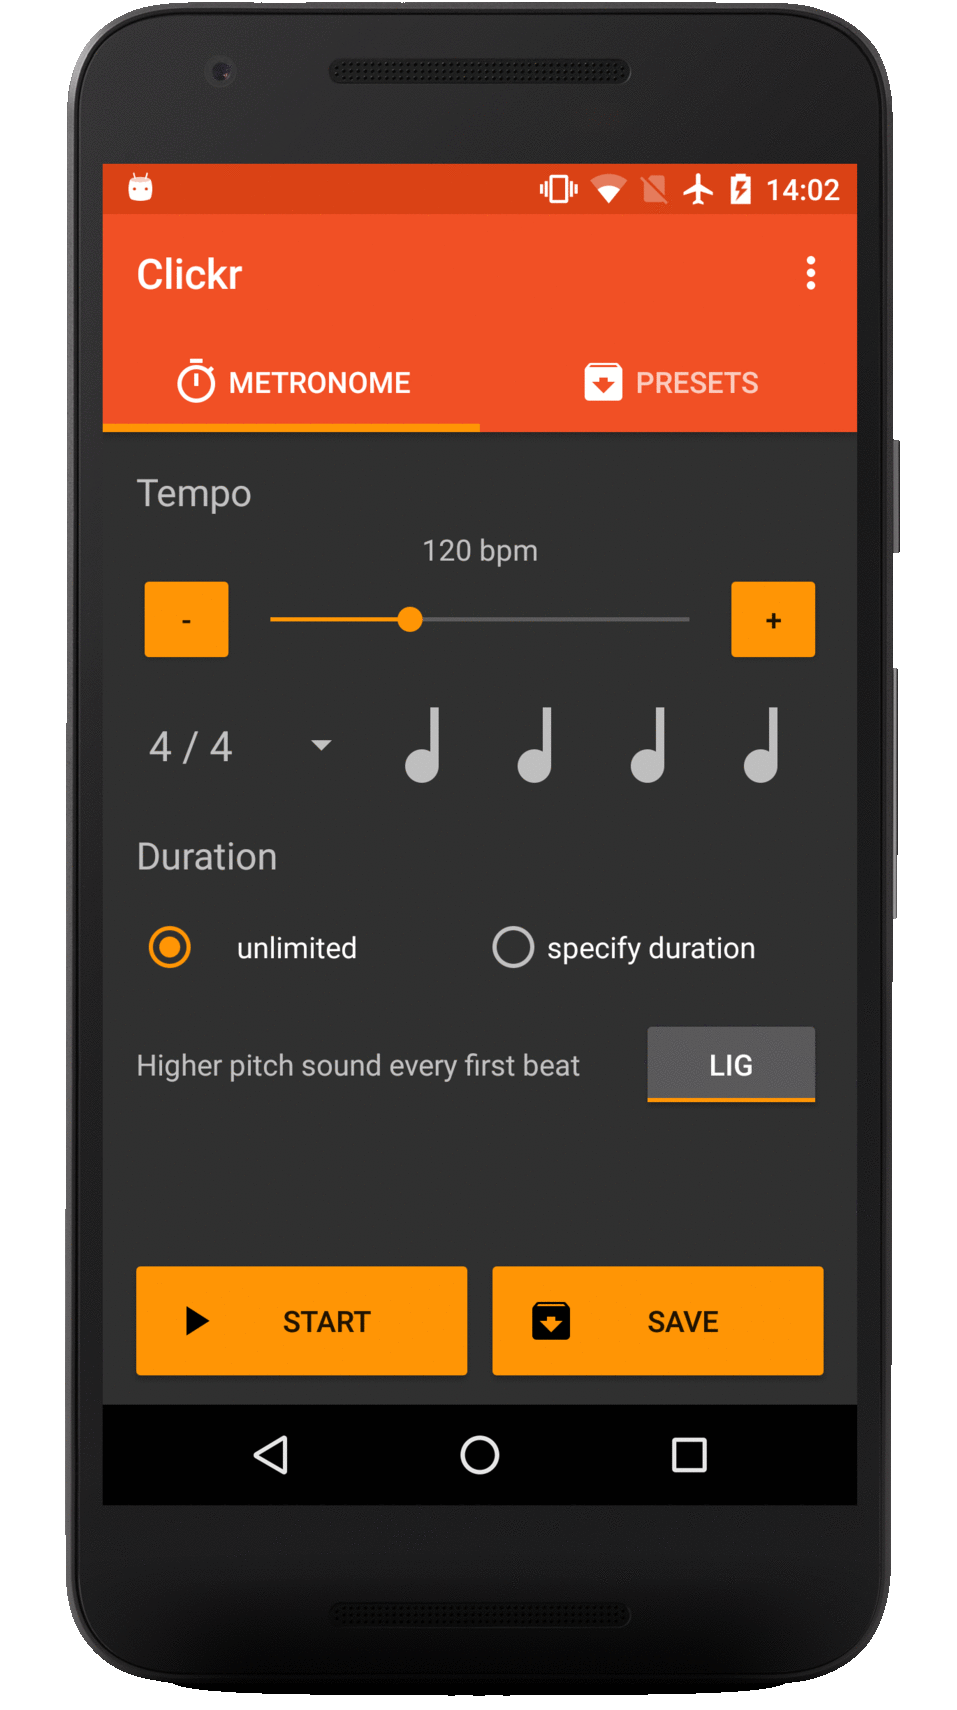 14:02
Clickr
METRONOME PRESETS
Tempo
120 bpm
- +
4 / 4
Duration
unlimited specify duration
Higher pitch sound every first beat LIG
START SAVE